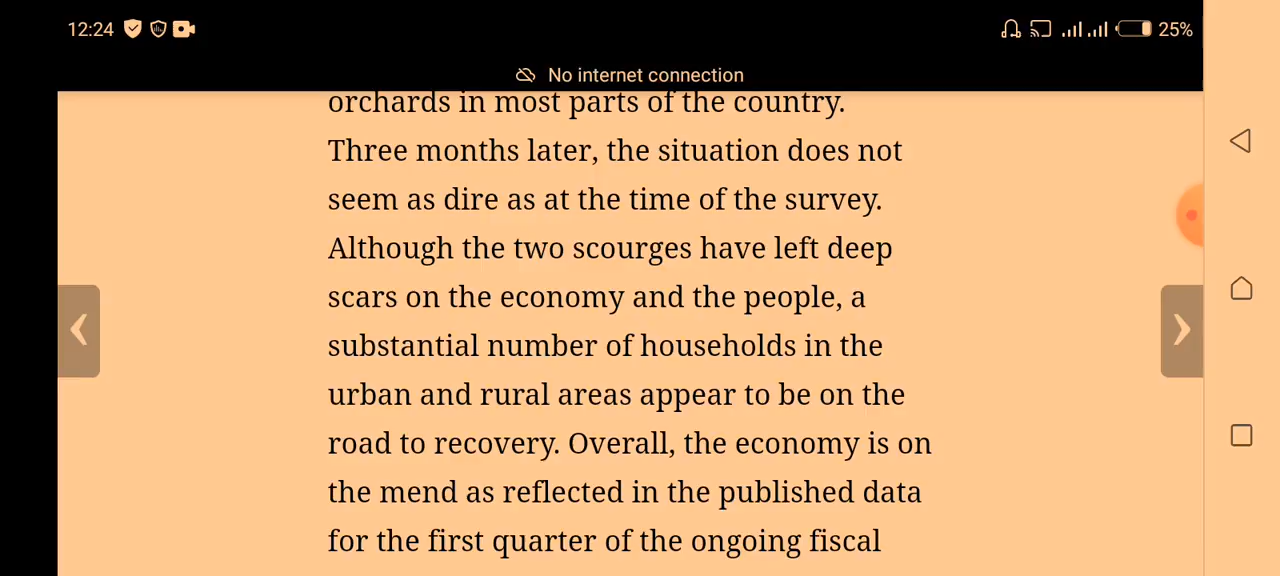 12:24 25%
No internet connection
orchards in most parts of the country.
Three months later, the situation does not
seem as dire as at the time of the survey.
Although the two scourges have left deep
scars on the economy and the people, a
substantial number of households in the
urban and rural areas appear to be on the
road to recovery. Overall, the economy is on
the mend as reflected in the published data
for the first quarter of the ongoing fiscal